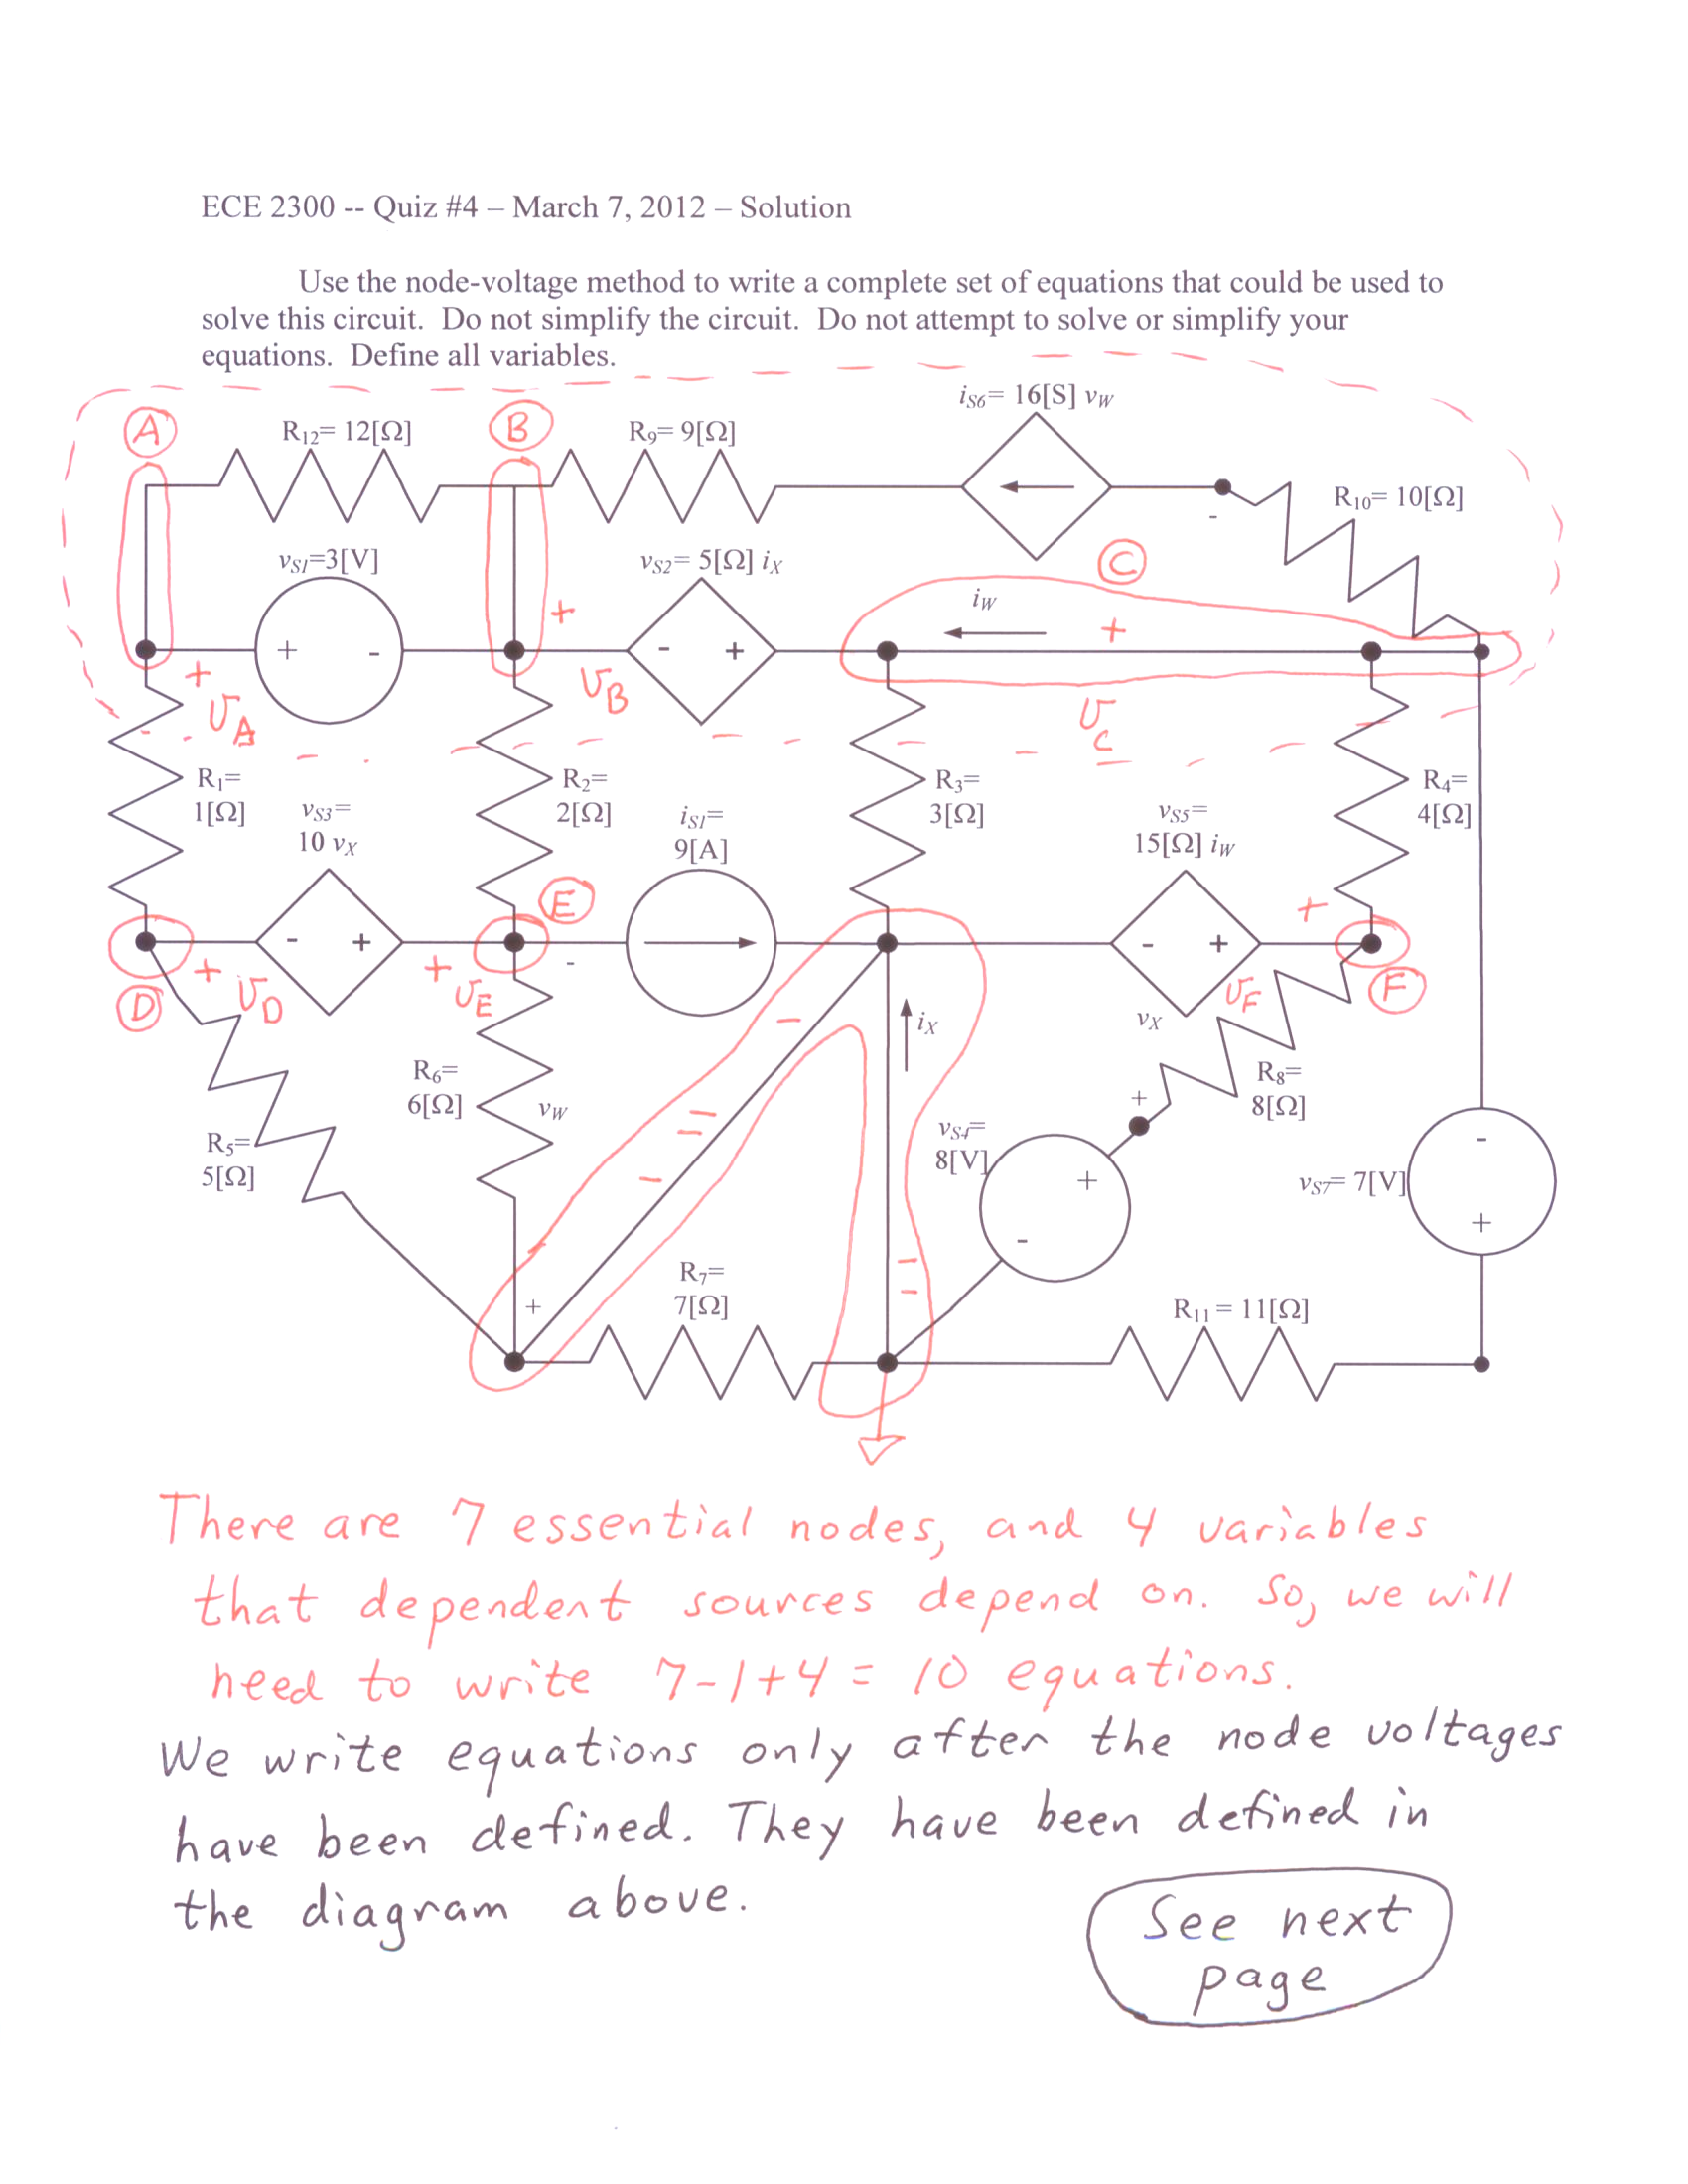 ECE 2300 -- Quiz #4 – March 7, 2012 – Solution
Use the node-voltage method to write a complete set of equations that could be used to
solve this circuit. Do not simplify the circuit. Do not attempt to solve or simplify your
equations. Define all variables.
iS6= 16[S] vW
A
R12= 12[Ω]
B
R9= 9[Ω]
R10= 10[Ω]
-
vS1=3[V]
vS2= 5[Ω] iX
C
iW
+
+ -
+
- +
+
vA
vB
vC
R1=
1[Ω]
vS3=
10 vX
R2=
2[Ω]
iS1=
9[A]
R3=
3[Ω]
vS5=
15[Ω] iW
R4=
4[Ω]
E
+
- +
-
- +
D
+
vD
+
vE
iX
vX
vF
F
R6=
6[Ω]
vW
R8=
8[Ω]
+
R5=
5[Ω]
vS4=
8[V]
+
-
vS7= 7[V]
-
+
R7=
7[Ω]
+
R11= 11[Ω]
There are 7 essential nodes, and 4 variables
that dependent sources depend on. So, we will
need to write 7-1+4 = 10 equations.
We write equations only after the node voltages
have been defined. They have been defined in
the diagram above.
See next
page